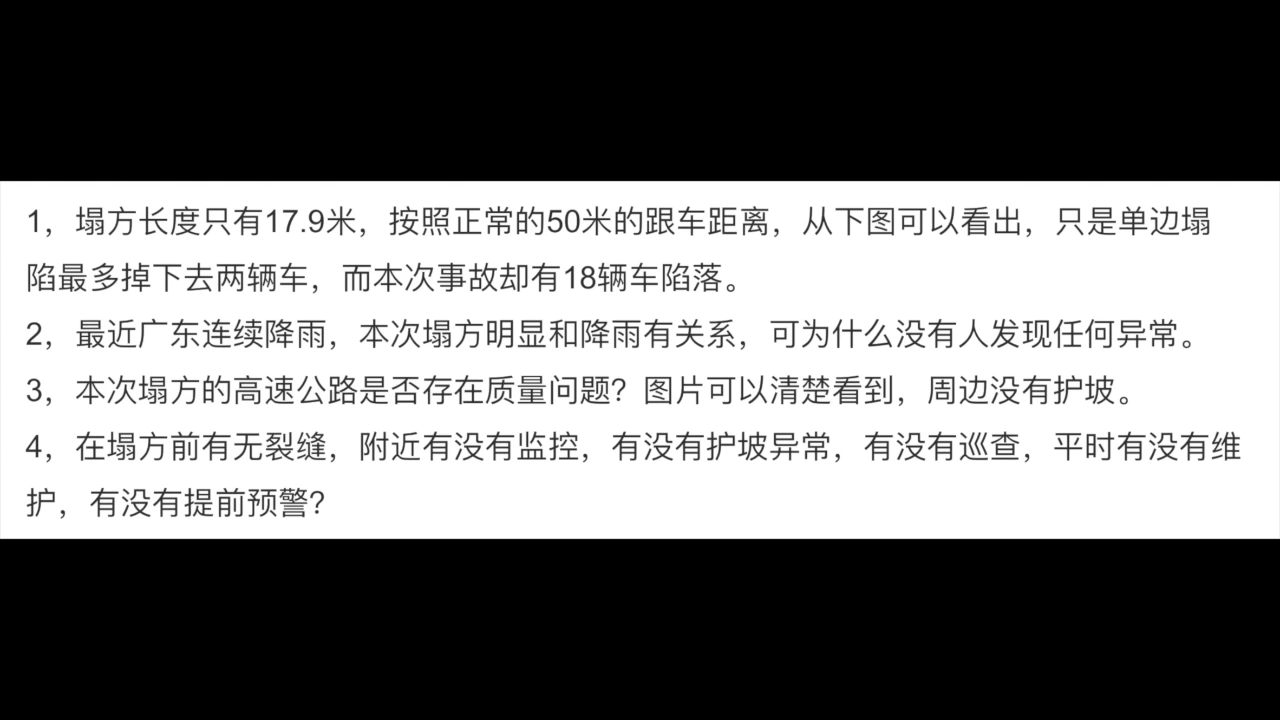 1，塌方长度只有17.9米，按照正常的50米的跟车距离，从下图可以看出，只是单边塌
陷最多掉下去两辆车，而本次事故却有18辆车陷落。
2，最近广东连续降雨，本次塌方明显和降雨有关系，可为什么没有人发现任何异常。
3，本次塌方的高速公路是否存在质量问题？图片可以清楚看到，周边没有护坡。
4，在塌方前有无裂缝，附近有没有监控，有没有护坡异常，有没有巡查，平时有没有维
护，有没有提前预警？